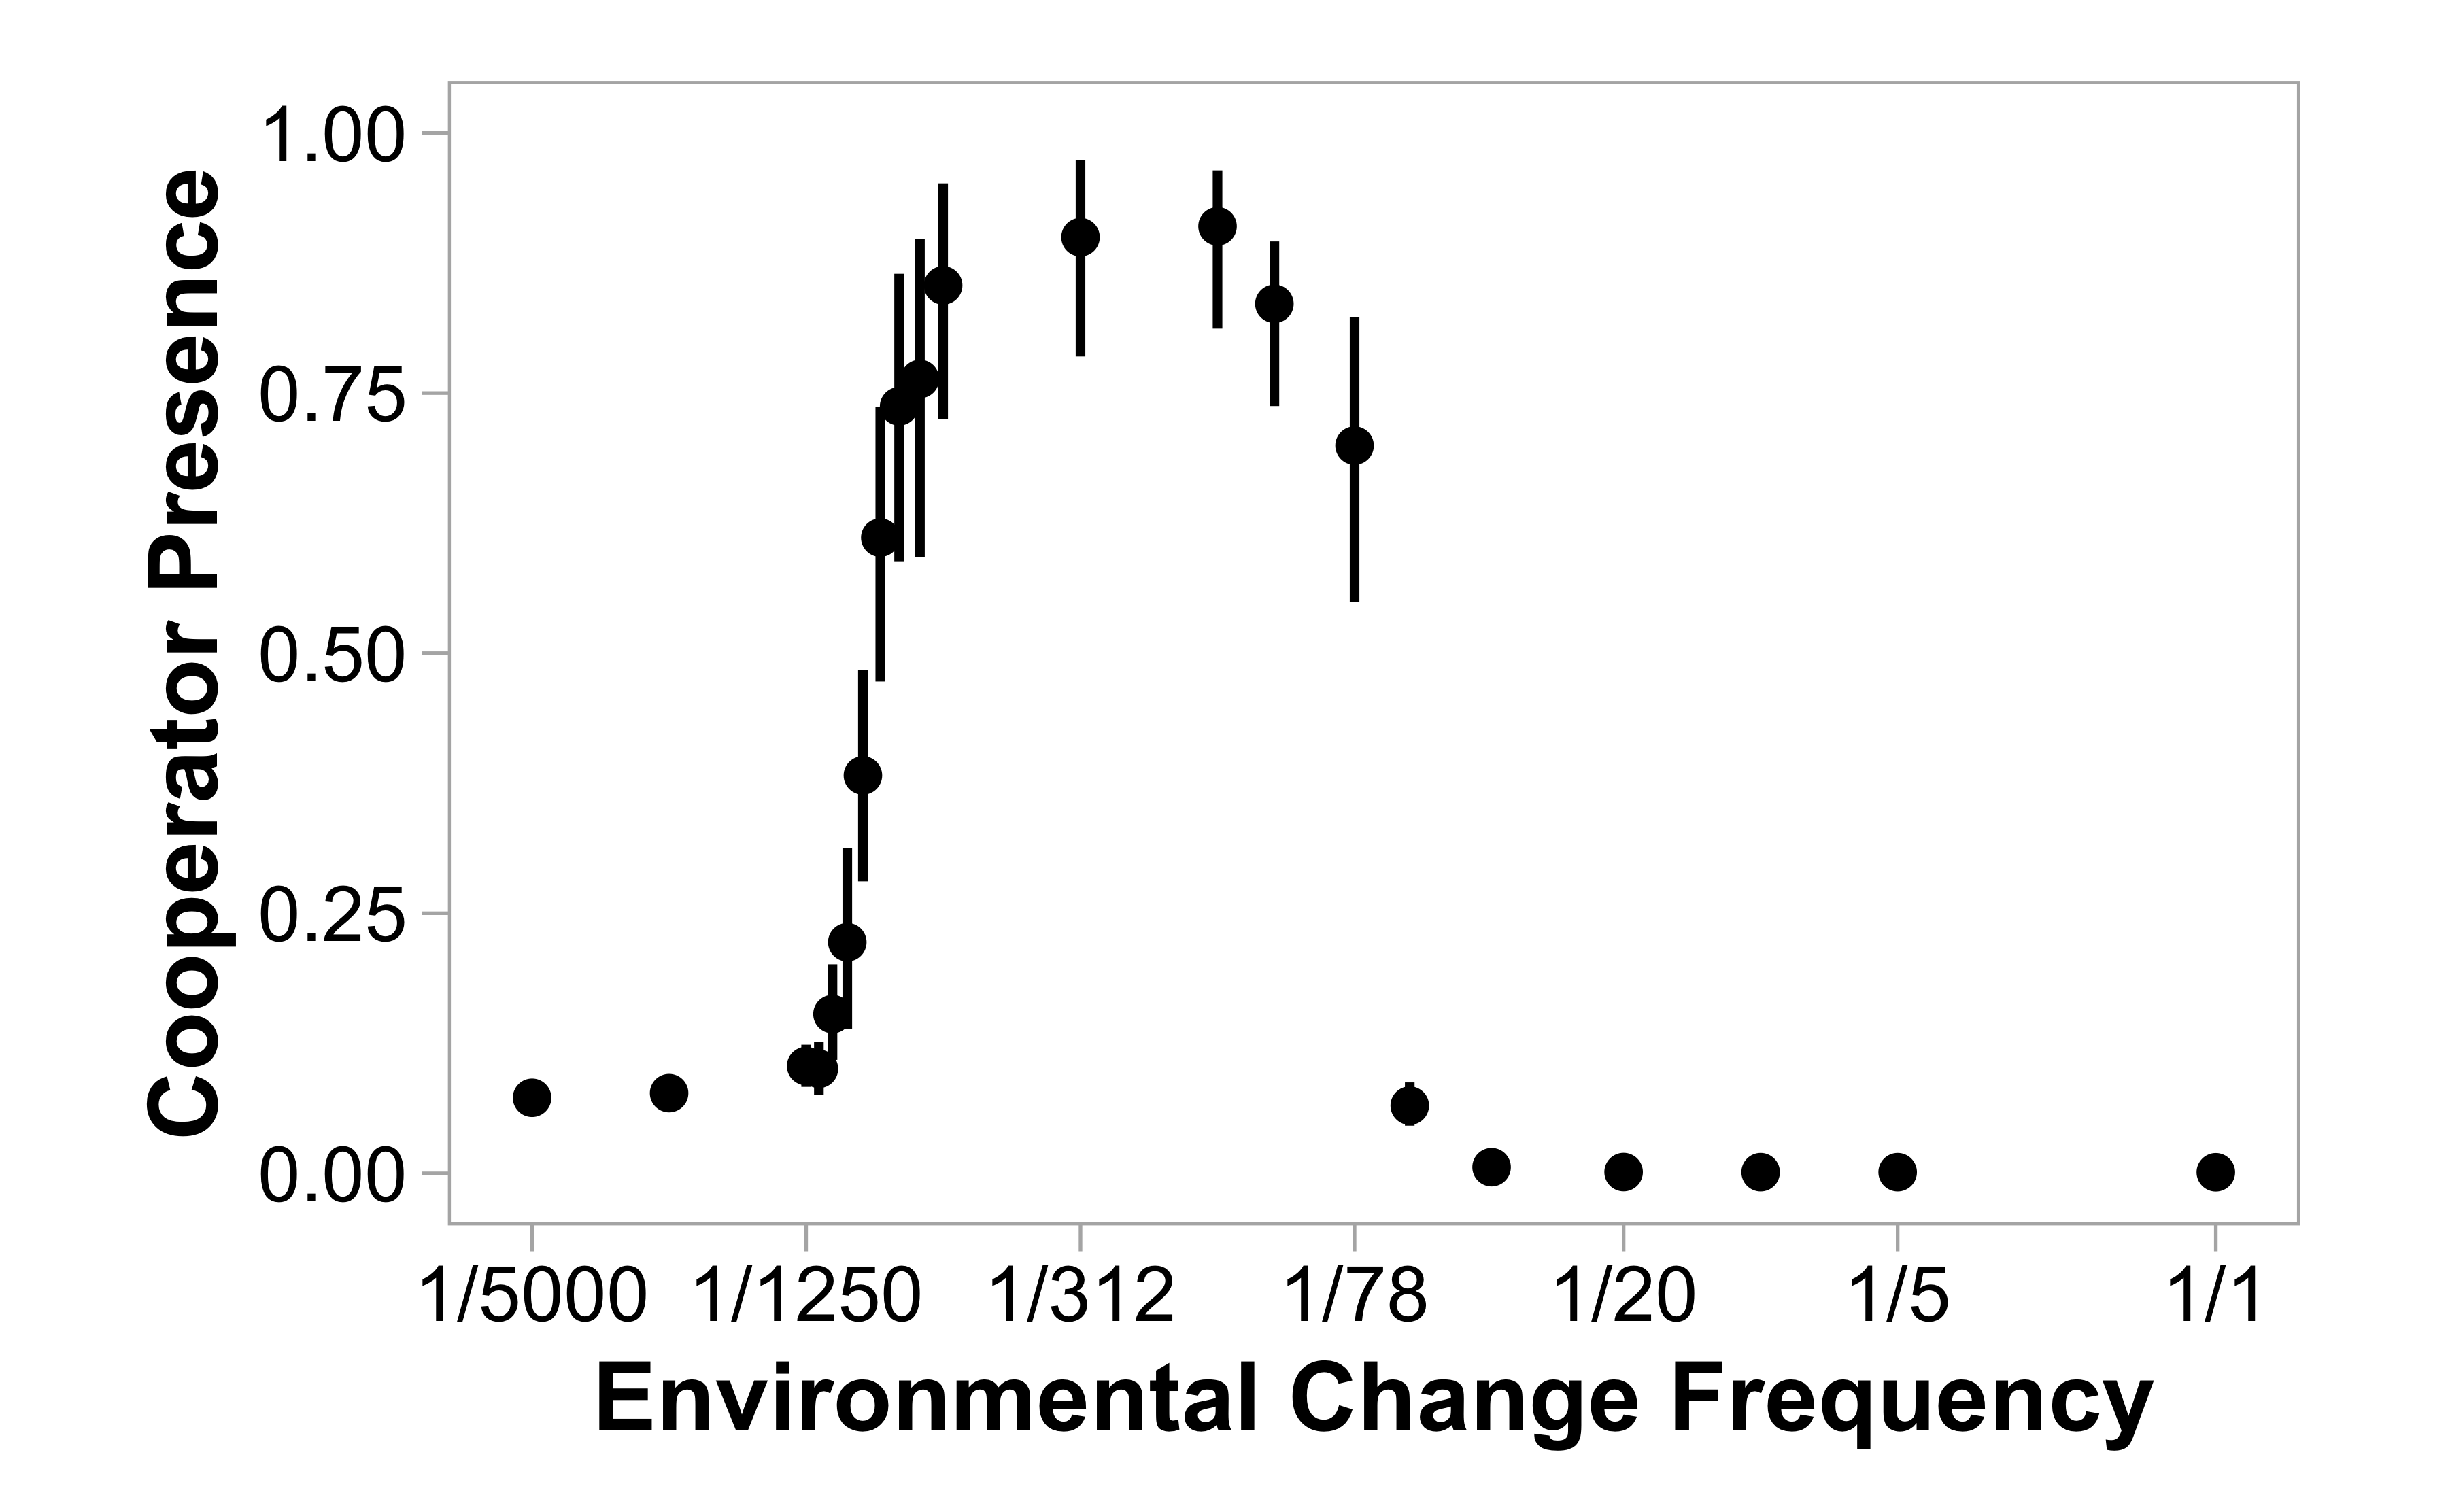 Cooperator Presence
1.00
0.75
0.50
0.25
0.00
1/5000 1/1250 1/312 1/78 1/20 1/5 1/1
Environmental Change Frequency